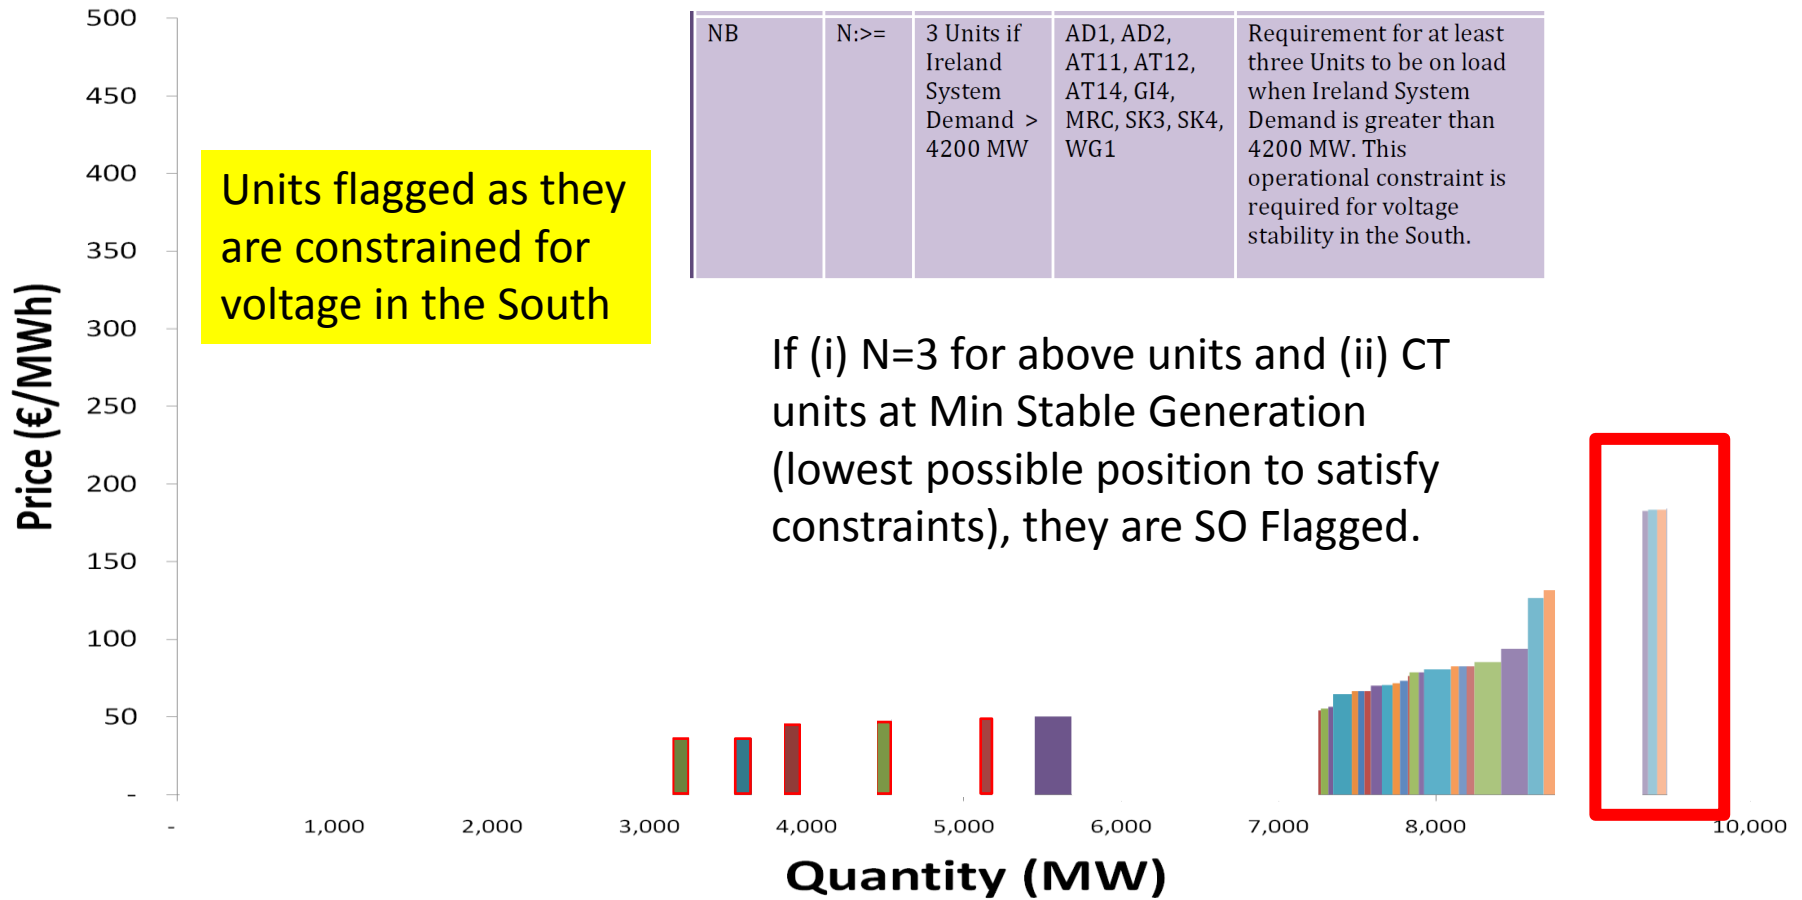 500
450
400
350
300
250
200
150
100
50
-
Price (€/MWh)
Units flagged as they
are constrained for
voltage in the South
NB
N:>=
3 Units if
Ireland
System
Demand >
4200 MW
AD1, AD2,
AT11, AT12,
AT14, GI4,
MRC, SK3, SK4,
WG1
Requirement for at least
three Units to be on load
when Ireland System
Demand is greater than
4200 MW. This
operational constraint is
required for voltage
stability in the South.
If (i) N=3 for above units and (ii) CT
units at Min Stable Generation
(lowest possible position to satisfy
constraints), they are SO Flagged.
- 1,000 2,000 3,000 4,000 5,000 6,000 7,000 8,000 10,000
Quantity (MW)